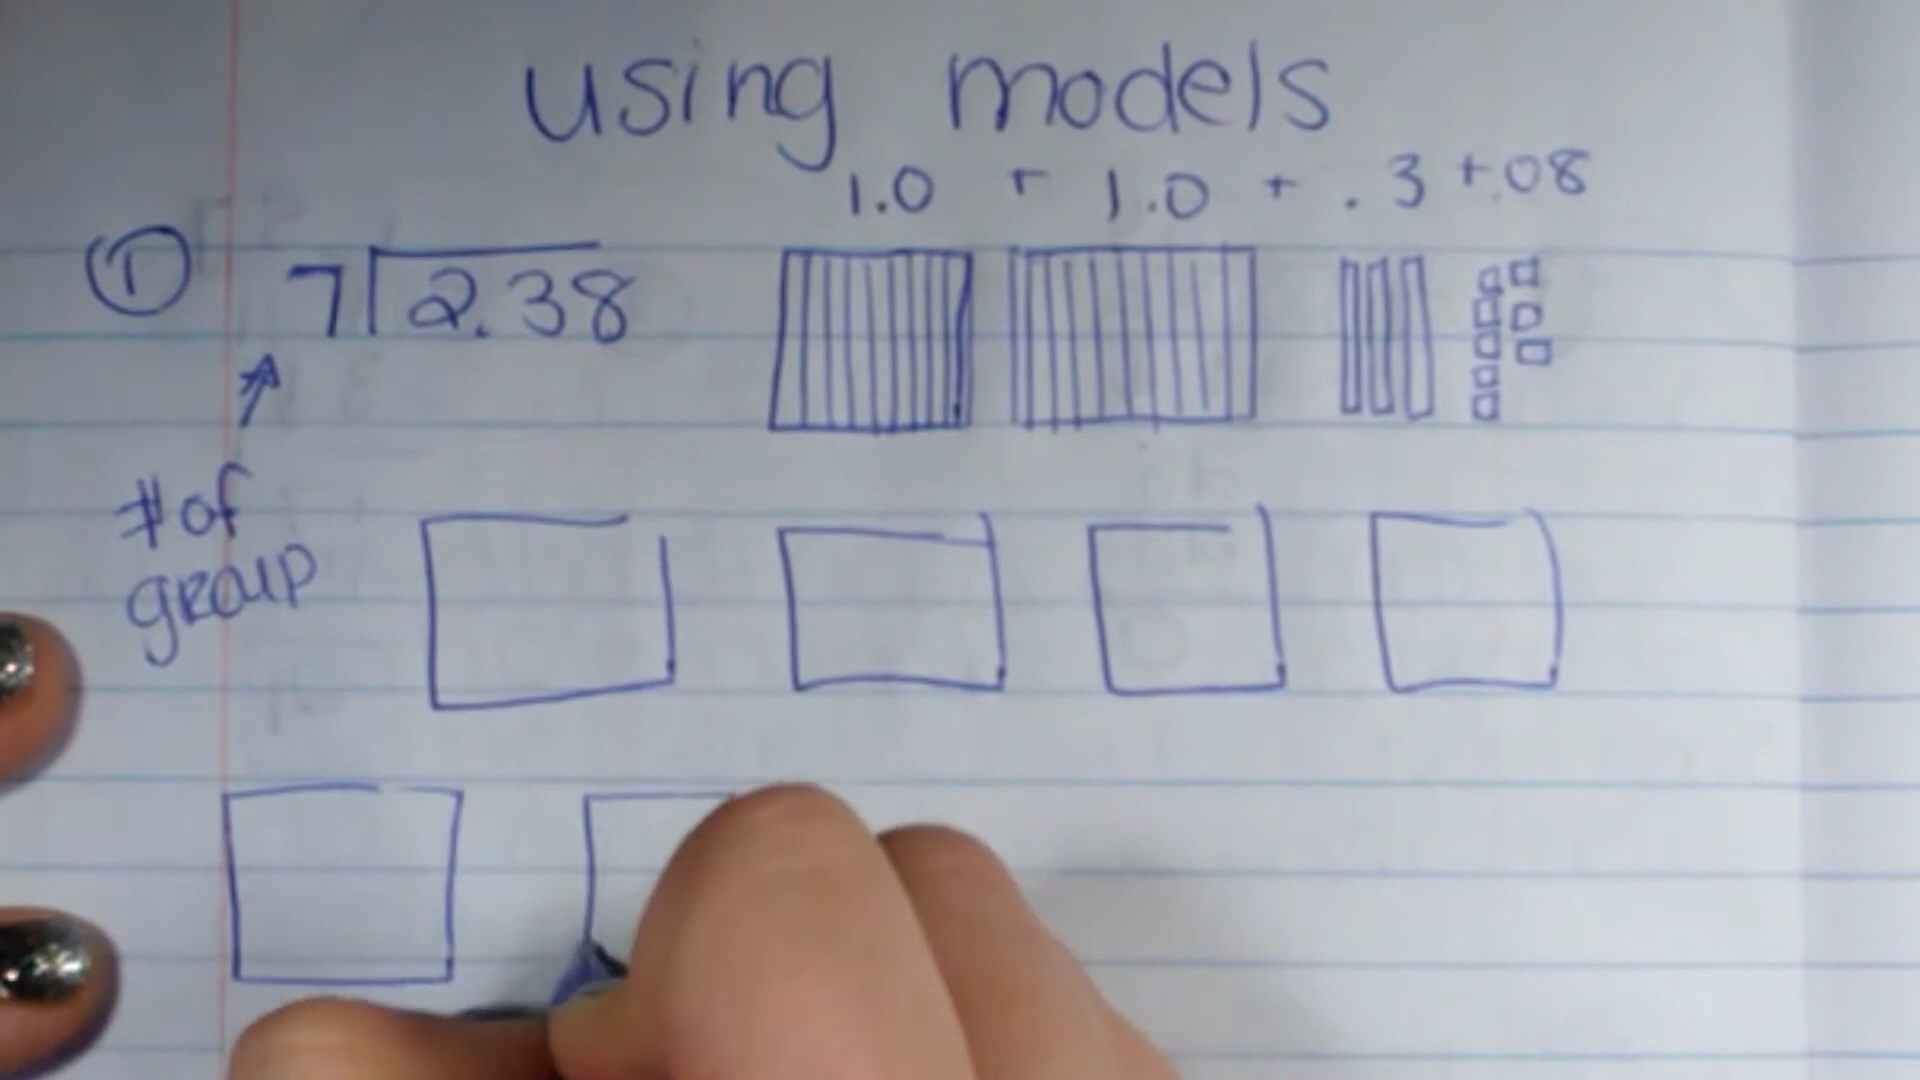 using models
1.0 + 1.0 + .3 + .08
① 7 2.38
# of
group